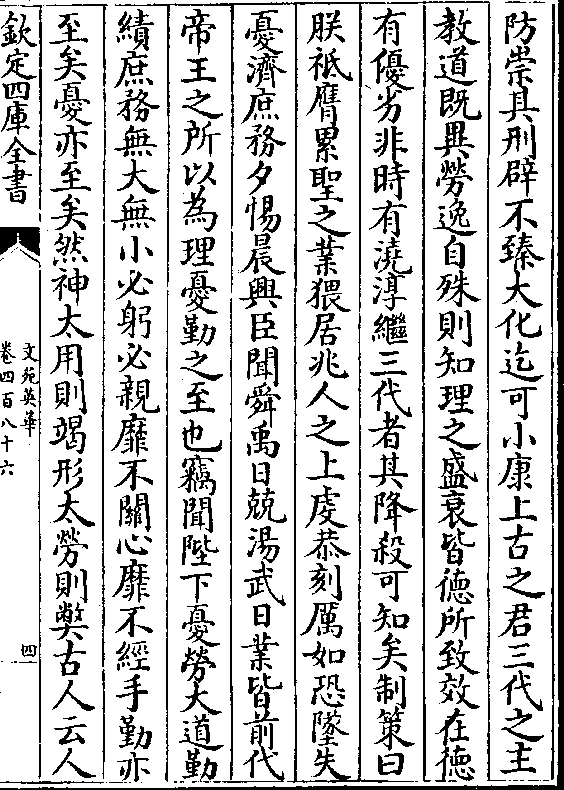 防崇其刑辟不臻大化迄可小康上古之君三代之主
教道既異勞逸自殊則知理之盛衰皆德所致效在德
有優劣非時有澆淳繼三代者其降殺可知矣制策曰
朕祗膺累聖之業猥居兆人之上虔恭刻厲如恐墜失
憂濟庶務夕惕晨興臣聞舜禹日兢湯武日業皆前代
帝王之所以為理憂勤之至也竊聞陛下憂勞大道勤
績庶務無大無小必躬必親靡不關心靡不經手勤亦
至矣憂亦至矣然神太用則竭形太勞則弊古人云人
欽定四庫全書
文苑英華
卷四百八十六
四